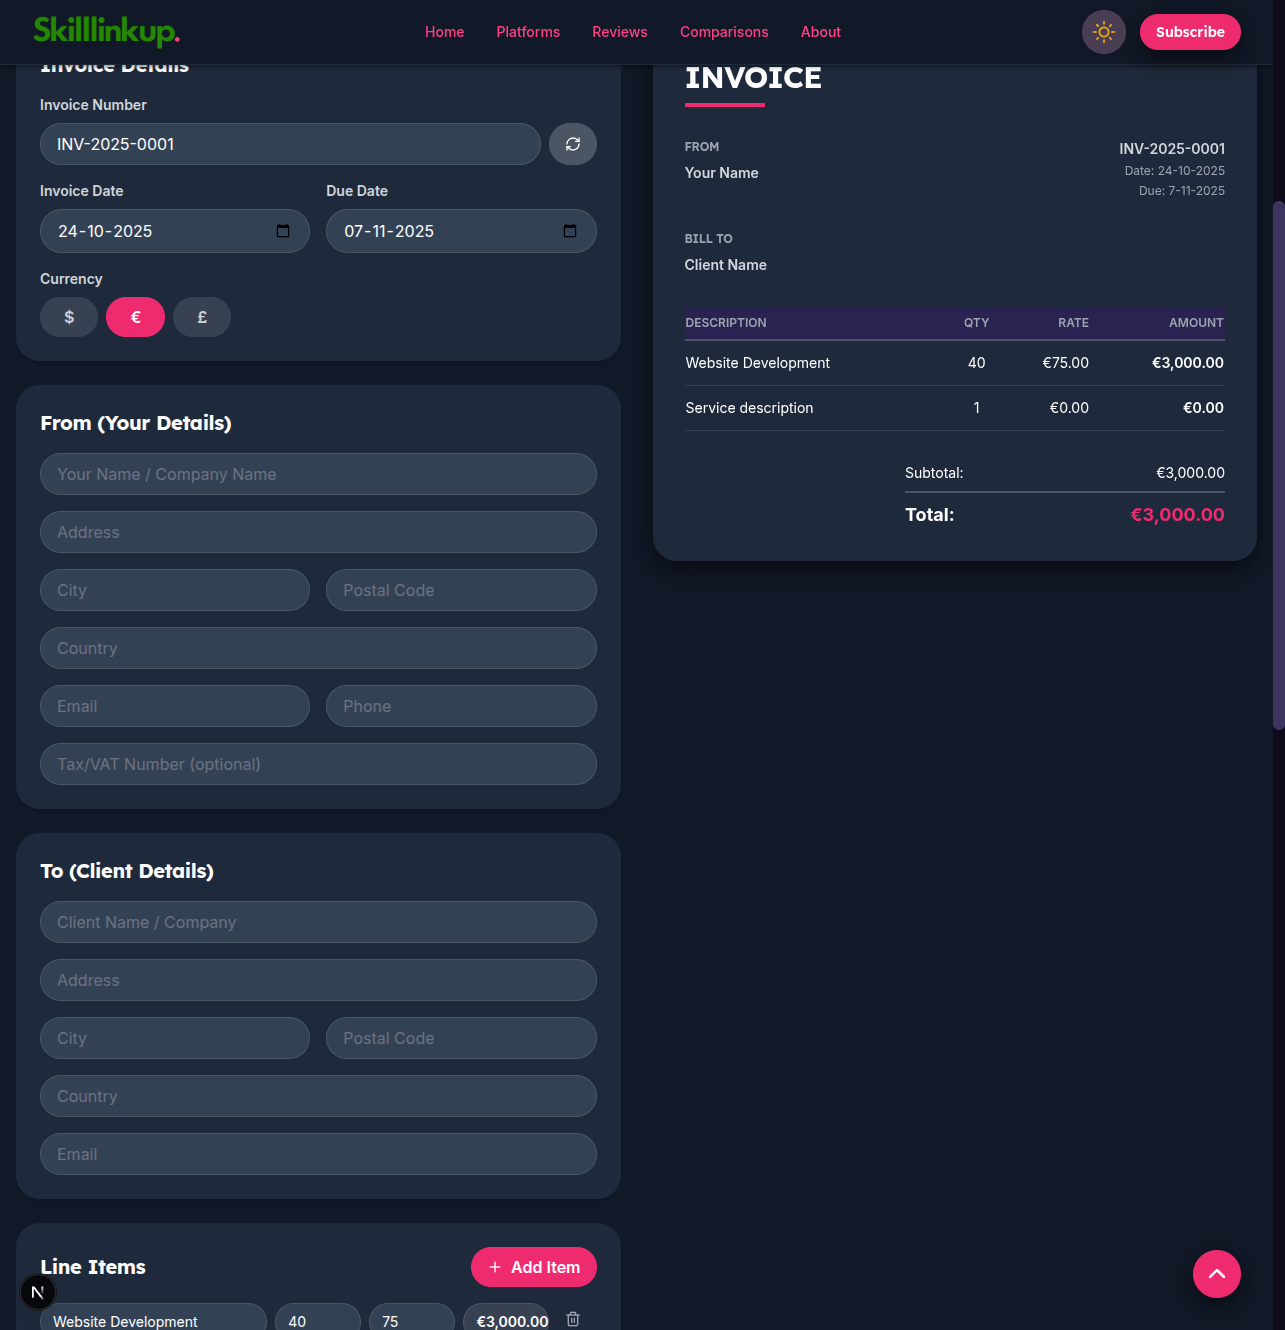 Skilllinkup.
Home Platforms Reviews Comparisons About
Subscribe
Invoice Details
Invoice Number
INV-2025-0001
Invoice Date Due Date
24-10-2025 07-11-2025
Currency
$ € £
From (Your Details)
Your Name / Company Name
Address
City Postal Code
Country
Email Phone
Tax/VAT Number (optional)
To (Client Details)
Client Name / Company
Address
City Postal Code
Country
Email
Line Items
+ Add Item
N
Website Development 40 75 €3,000.00
INVOICE
FROM
Your Name
INV-2025-0001
Date: 24-10-2025
Due: 7-11-2025
BILL TO
Client Name
DESCRIPTION QTY RATE AMOUNT
Website Development 40 €75.00 €3,000.00
Service description 1 €0.00 €0.00
Subtotal: €3,000.00
Total: €3,000.00